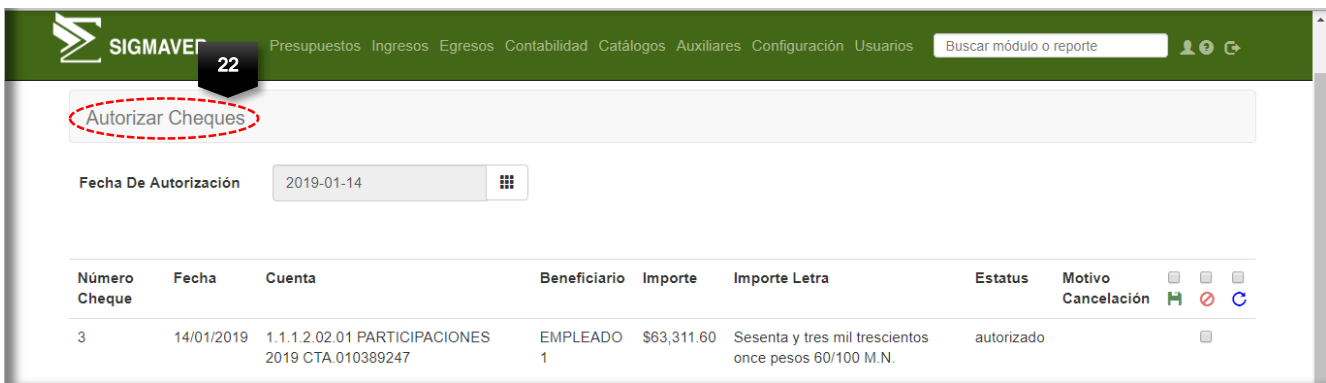 SIGMAVER
Presupuestos Ingresos Egresos Contabilidad Catálogos Auxiliares Configuración Usuarios
Buscar módulo o reporte
22
Autorizar Cheques
Fecha De Autorización
2019-01-14
Número Cheque Fecha Cuenta Beneficiario Importe Importe Letra Estatus Motivo Cancelación
3 14/01/2019 1.1.1.2.02.01 PARTICIPACIONES EMPLEADO $63,311.60 Sesenta y tres mil trescientos autorizado
2019 CTA.010389247 1 once pesos 60/100 M.N.